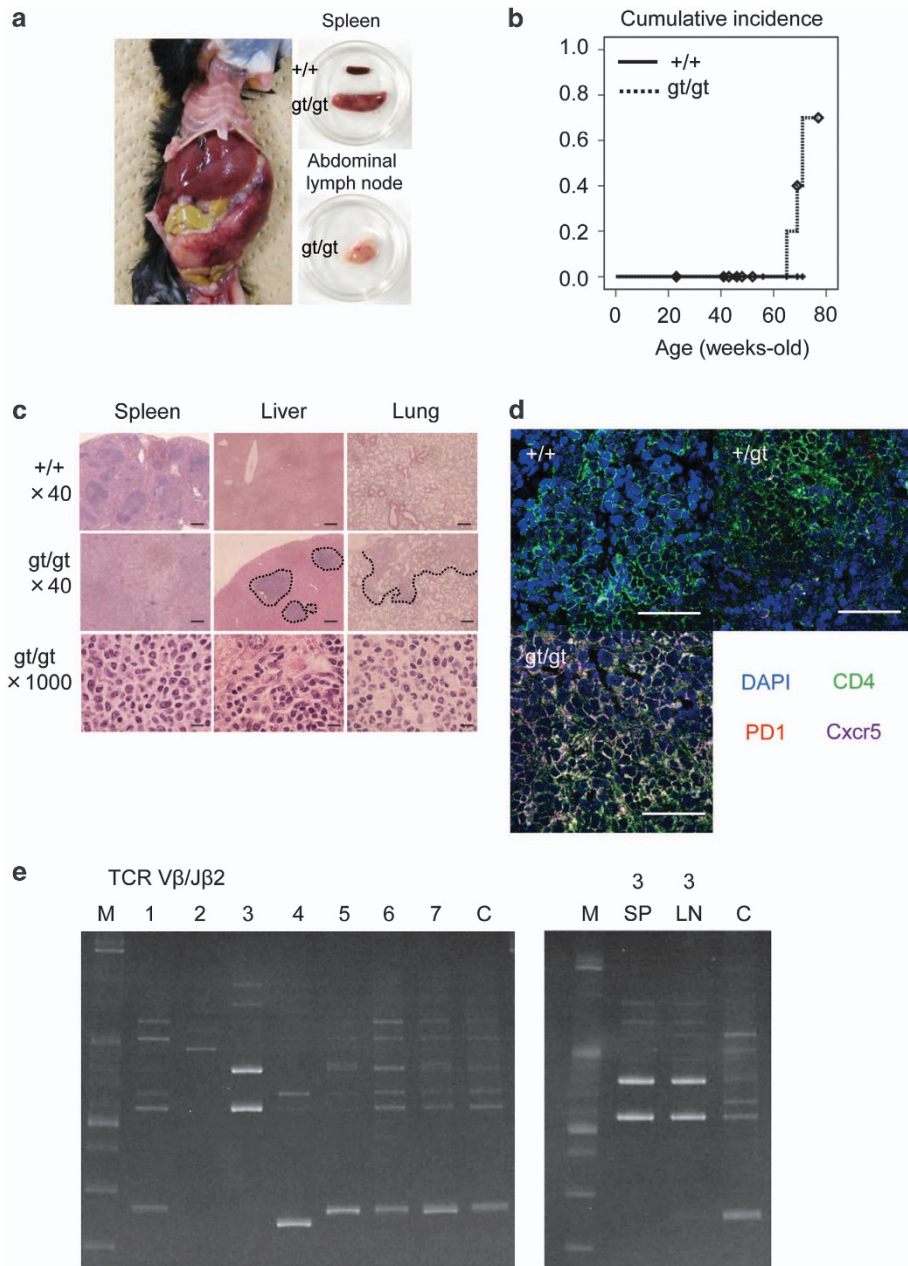 a
Spleen
+/+
gt/gt
Abdominal
lymph node
gt/gt
b
Cumulative incidence
1.0
0.8
0.6
0.4
0.2
0.0
+/+
gt/gt
0 20 40 60 80
Age (weeks-old)
c
Spleen Liver Lung
+/+
×40
gt/gt
×40
gt/gt
×1000
d
+/+ +/gt
gt/gt
DAPI CD4
PD1 Cxcr5
e
TCR Vβ/Jβ2
M 1 2 3 4 5 6 7 C
3 3
M SP LN C